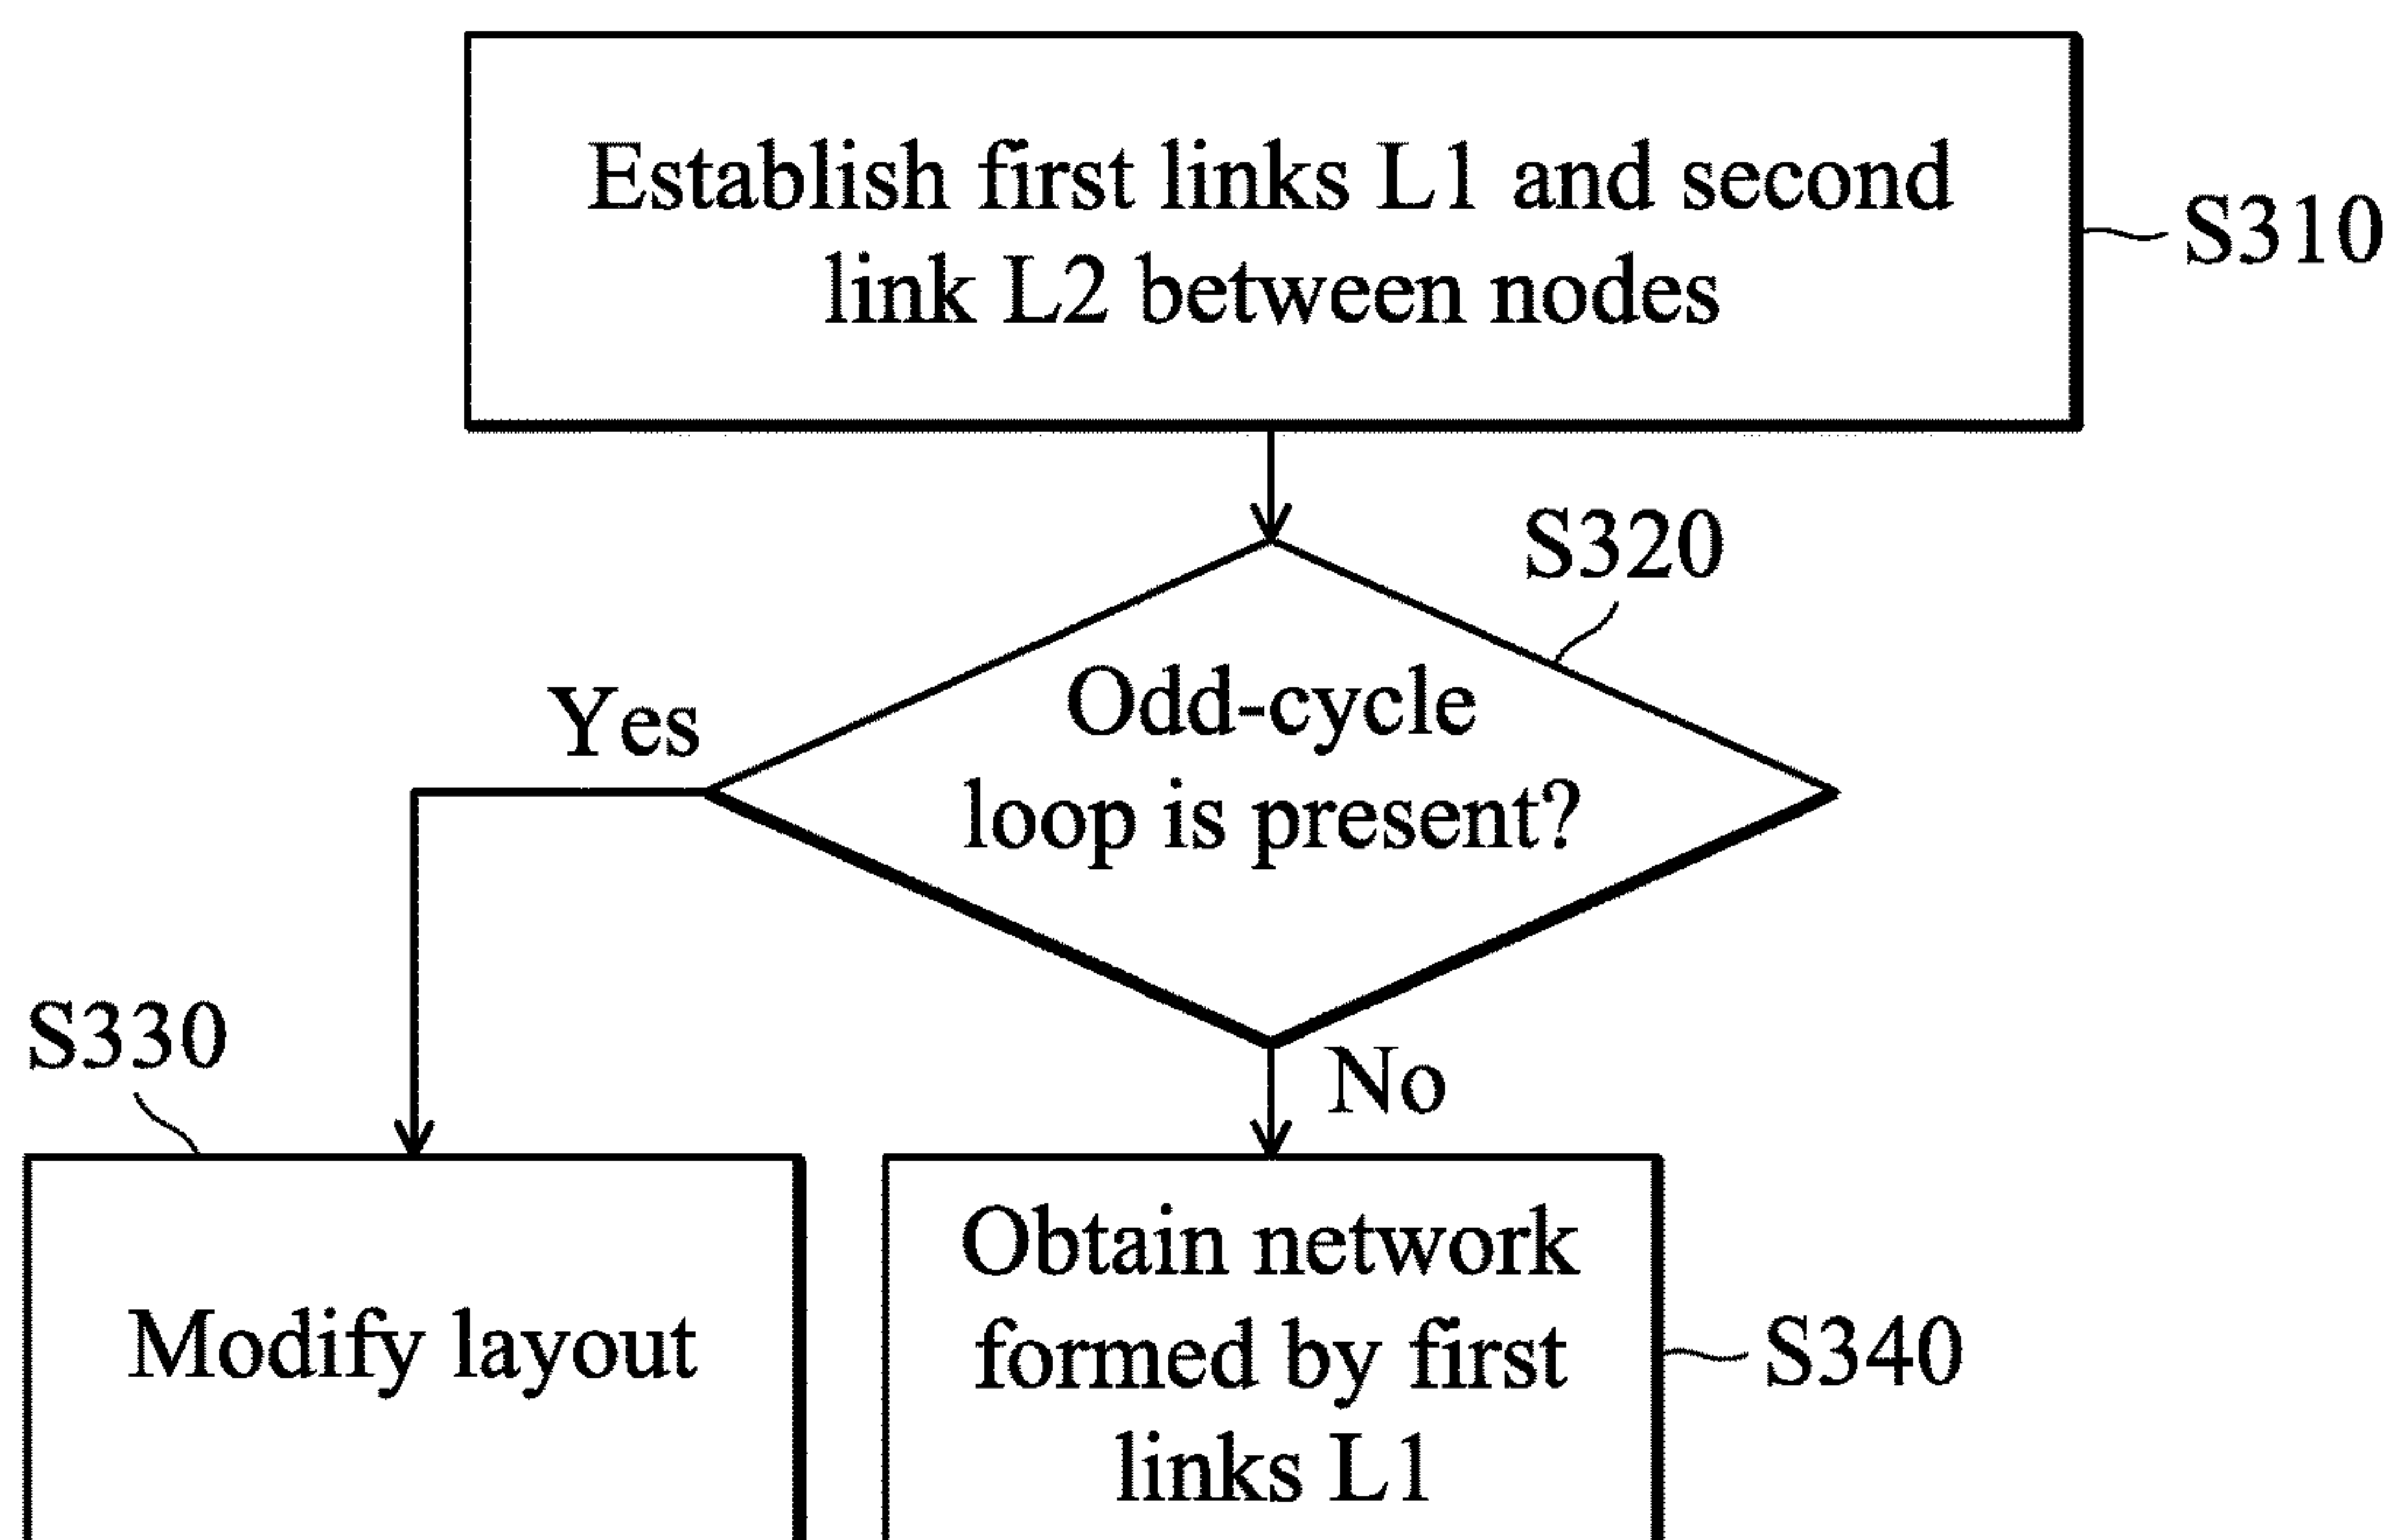 Establish first links L1 and second
link L2 between nodes
S310
S320
Odd-cycle
loop is present?
Yes
No
S330
Modify layout
Obtain network
formed by first
links L1
S340